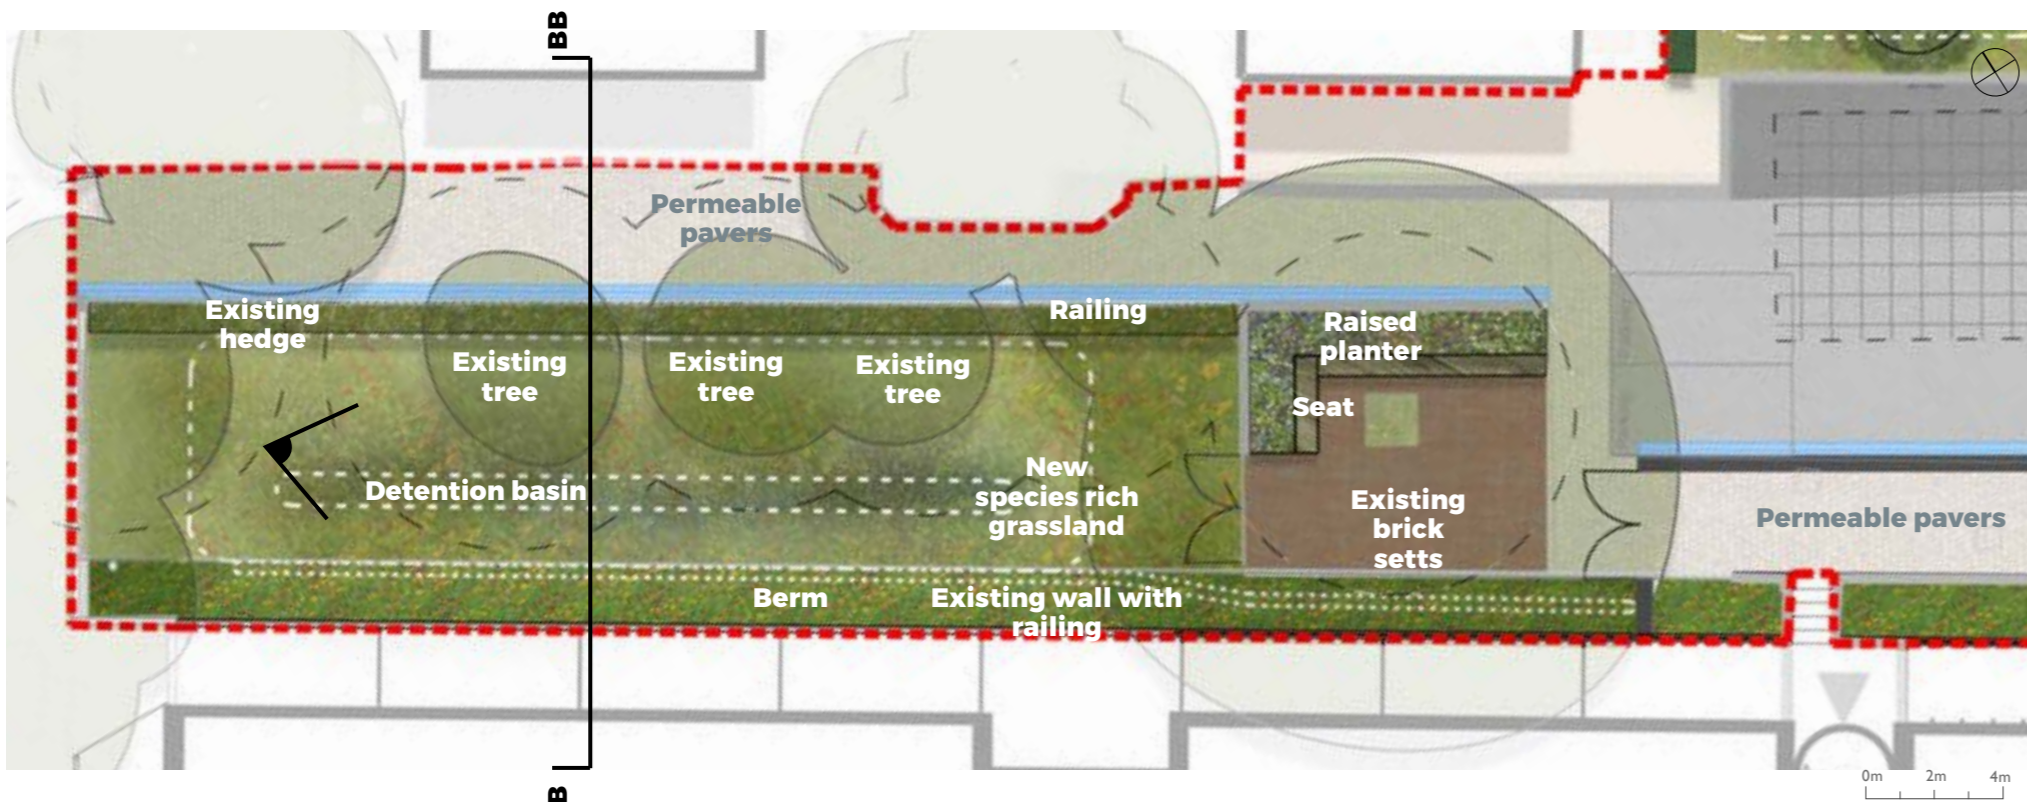 BB
Permeable
pavers
Existing
hedge
Railing
Raised
planter
Existing
tree
Existing
tree
Existing
tree
Seat
Detention basin
New
species rich
grassland
Existing
brick
setts
Permeable pavers
Berm
Existing wall with
railing
B
0m 2m 4m